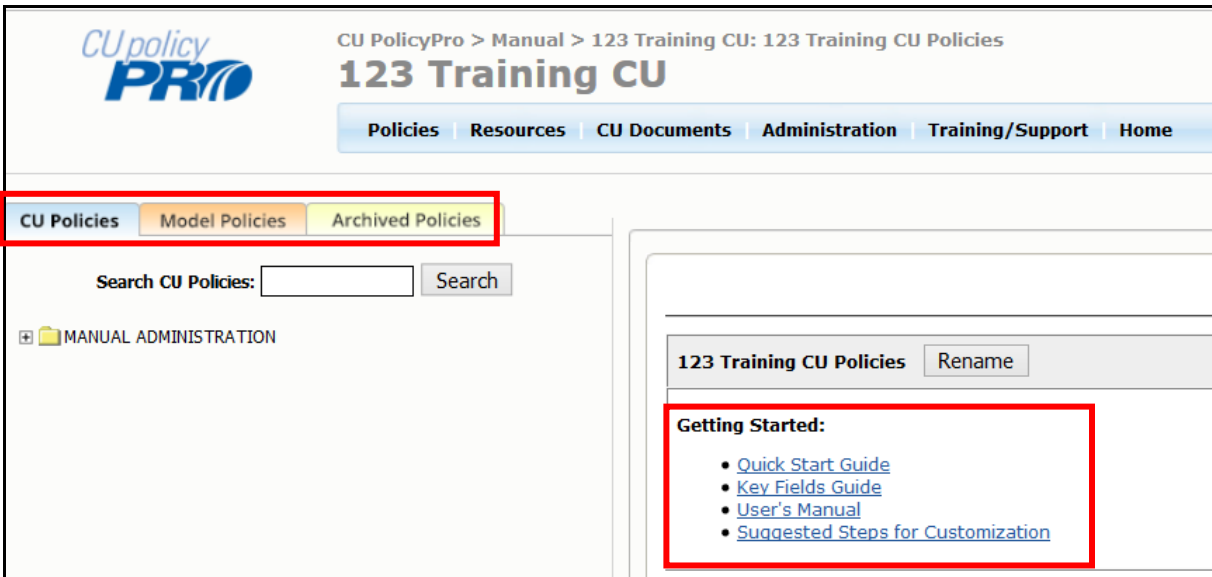 CU policy
PRO
CU PolicyPro > Manual > 123 Training CU: 123 Training CU Policies
123 Training CU
Policies Resources CU Documents Administration Training/Support Home
CU Policies Model Policies Archived Policies
Search CU Policies: Search
MANUAL ADMINISTRATION
123 Training CU Policies Rename
Getting Started:
• Quick Start Guide
• Key Fields Guide
• User's Manual
• Suggested Steps for Customization